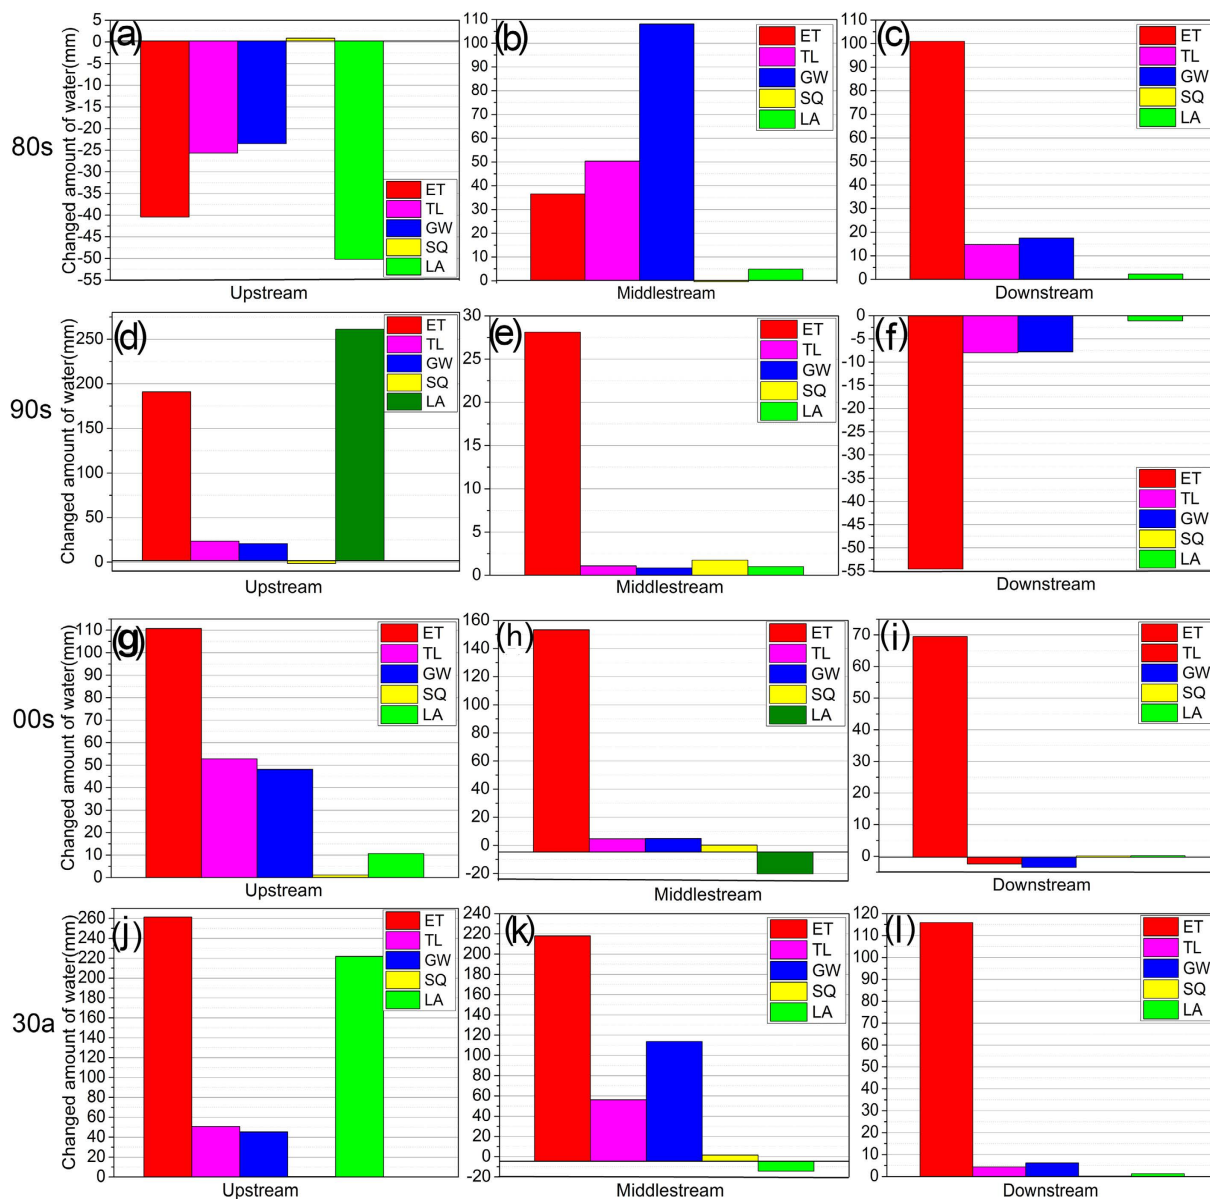 80s
Changed amount of water(mm)
(a)
5
0
-5
-10
-15
-20
-25
-30
-35
-40
-45
-50
-55
ET
TL
GW
SQ
LA
Upstream
(b)
110
100
90
80
70
60
50
40
30
20
10
0
ET
TL
GW
SQ
LA
Middlestream
(c)
110
100
90
80
70
60
50
40
30
20
10
0
ET
TL
GW
SQ
LA
Downstream
90s
Changed amount of water(mm)
(d)
250
200
150
100
50
0
ET
TL
GW
SQ
LA
Upstream
(e)
30
25
20
15
10
5
0
ET
TL
GW
SQ
LA
Middlestream
(f)
0
-5
-10
-15
-20
-25
-30
-35
-40
-45
-50
-55
ET
TL
GW
SQ
LA
Downstream
00s
Changed amount of water(mm)
(g)
110
100
90
80
70
60
50
40
30
20
10
0
ET
TL
GW
SQ
LA
Upstream
(h)
160
140
120
100
80
60
40
20
0
-20
ET
TL
GW
SQ
LA
Middlestream
(i)
70
60
50
40
30
20
10
0
ET
TL
GW
SQ
LA
Downstream
30a
Changed amount of water(mm)
(j)
260
240
220
200
180
160
140
120
100
80
60
40
20
0
ET
TL
GW
SQ
LA
Upstream
(k)
240
220
200
180
160
140
120
100
80
60
40
20
0
-20
ET
TL
GW
SQ
LA
Middlestream
(l)
120
110
100
90
80
70
60
50
40
30
20
10
0
ET
TL
GW
SQ
LA
Downstream